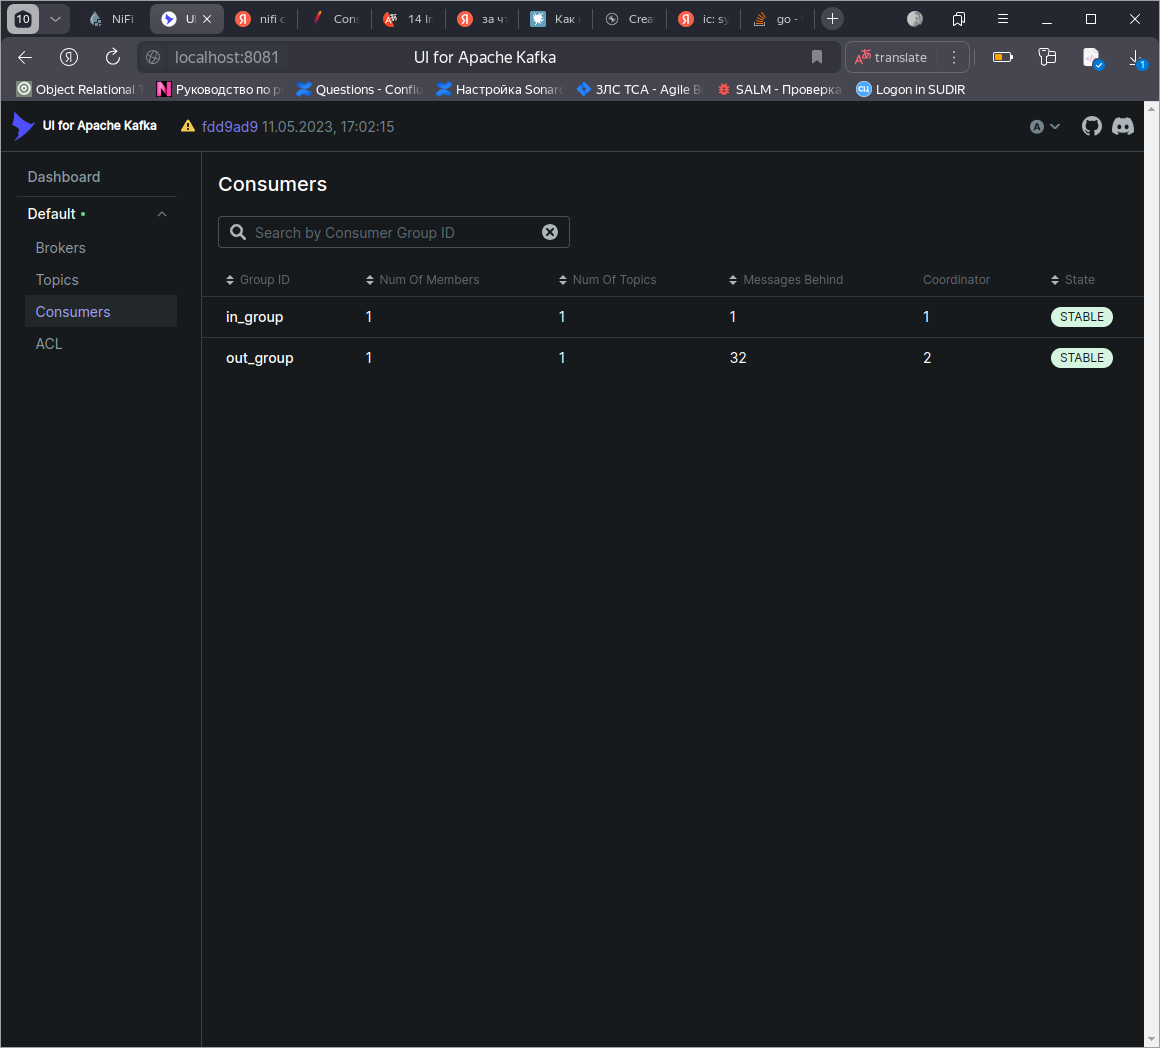 10 NiFi UI nifi Con 14 за Как Crea ic: go -
localhost:8081 UI for Apache Kafka translate
Object Relational Руководство по Questions - Conflu Настройка Sonar ЗЛС ТСА - Agile SALM - Проверка Logon in SUDIR
1
UI for Apache Kafka fdd9ad9 11.05.2023, 17:02:15 A
Dashboard
Default
Brokers
Topics
Consumers
ACL
Consumers
Search by Consumer Group ID
Group ID Num Of Members Num Of Topics Messages Behind Coordinator State
in_group 1 1 1 1 STABLE
out_group 1 1 32 2 STABLE